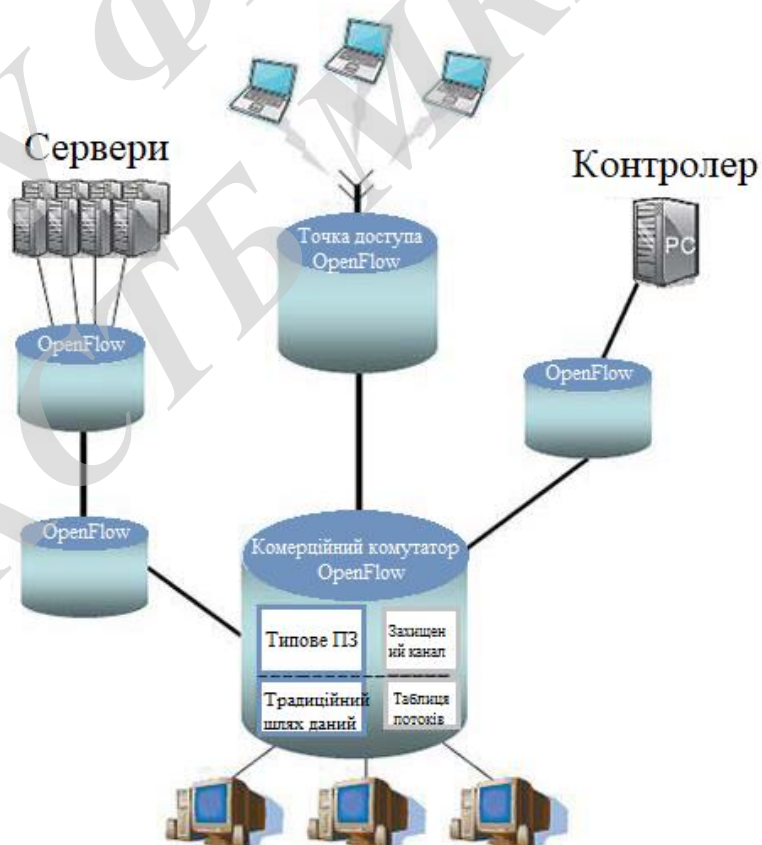 Сервери
Контролер
PC
Точка доступа
OpenFlow
OpenFlow
OpenFlow
OpenFlow
Комерційний комутатор
OpenFlow
Типове ПЗ
Захищен
ий канал
Традиційний
шлях даний
Таблиця
потоків